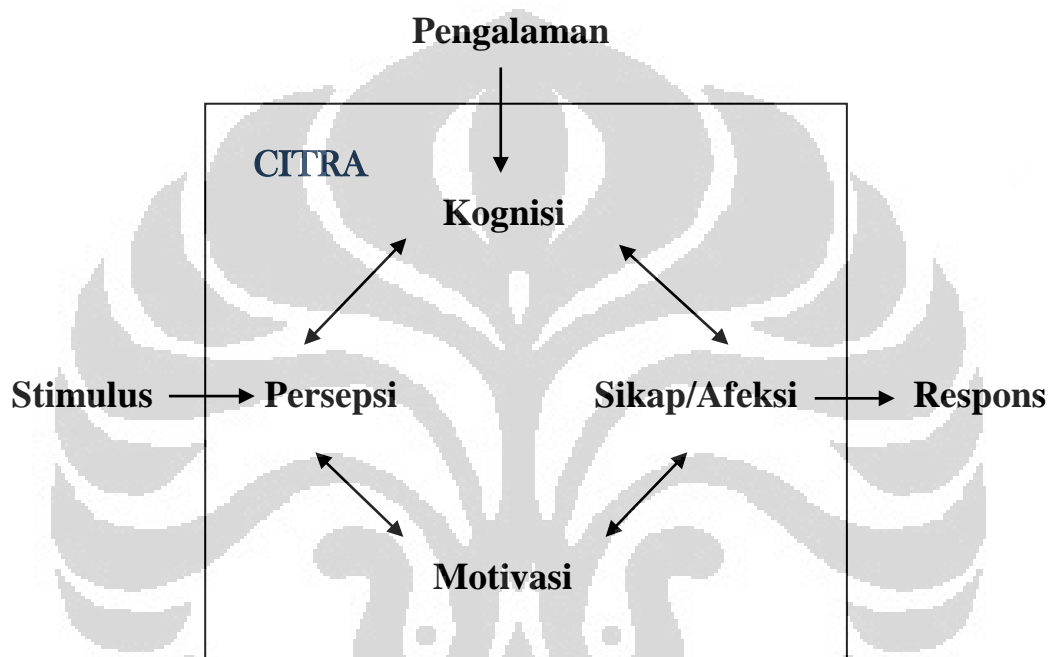 Pengalaman
CITRA
Kognisi
Stimulus Persepsi Sikap/Afeksi Respons
Motivasi